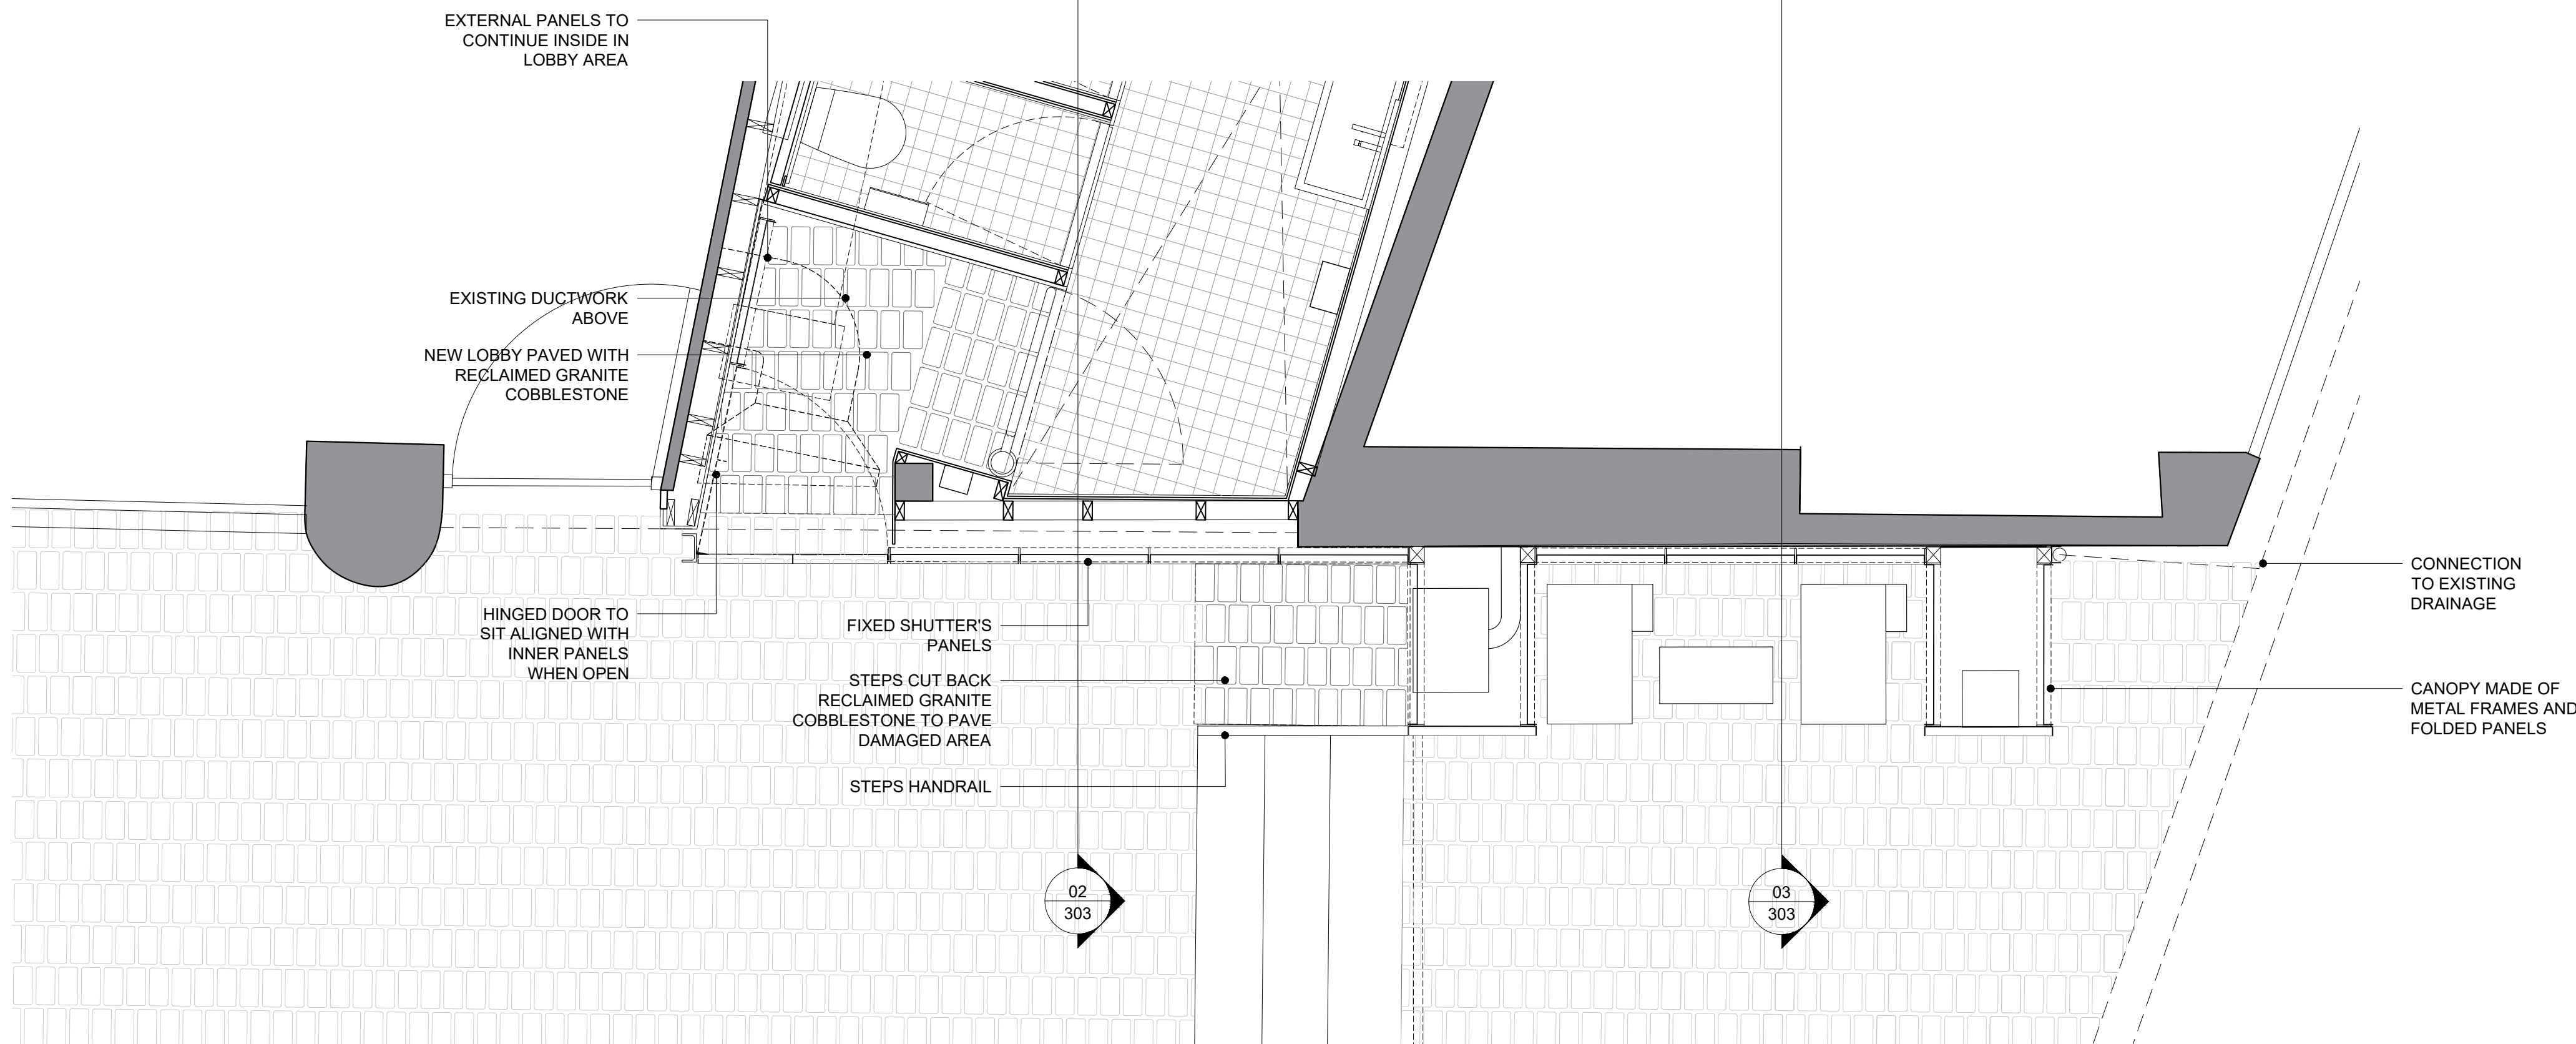 EXTERNAL PANELS TO
CONTINUE INSIDE IN
LOBBY AREA
EXISTING DUCTWORK
ABOVE
NEW LOBBY PAVED WITH
RECLAIMED GRANITE
COBBLESTONE
HINGED DOOR TO
SIT ALIGNED WITH
INNER PANELS
WHEN OPEN
FIXED SHUTTER'S
PANELS
STEPS CUT BACK
RECLAIMED GRANITE
COBBLESTONE TO PAVE
DAMAGED AREA
STEPS HANDRAIL
02
303
03
303
CONNECTION
TO EXISTING
DRAINAGE
CANOPY MADE OF
METAL FRAMES AND
FOLDED PANELS